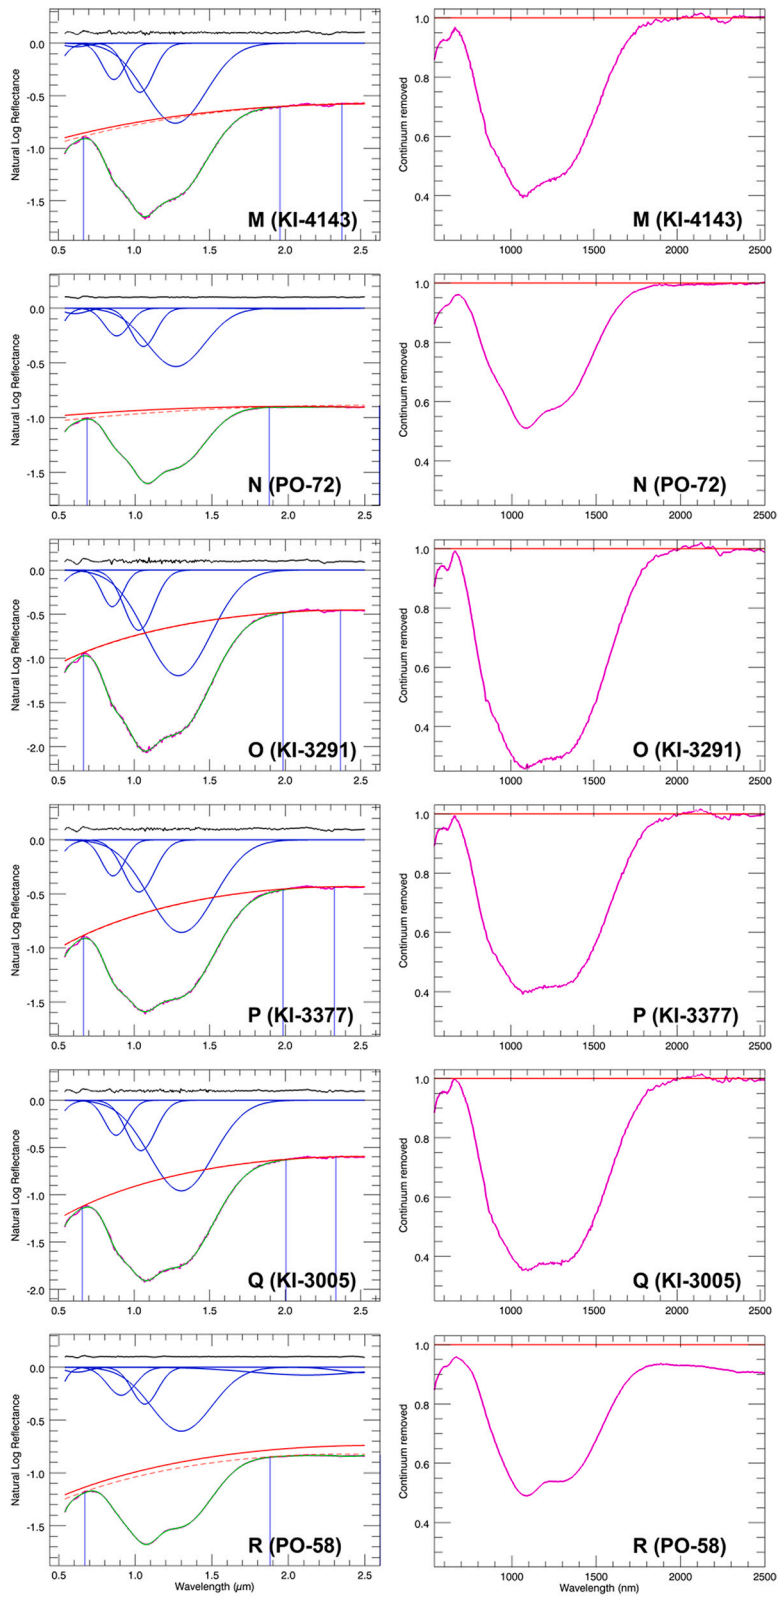 Natural Log Reflectance
0.0
-0.5
-1.0
-1.5
M (KI-4143)
0.5 1.0 1.5 2.0 2.5
Continuum removed
1.0
0.8
0.6
0.4
M (KI-4143)
1000 1500 2000 2500
Natural Log Reflectance
0.0
-0.5
-1.0
-1.5
N (PO-72)
0.5 1.0 1.5 2.0 2.5
Continuum removed
1.0
0.8
0.6
0.4
N (PO-72)
1000 1500 2000 2500
Natural Log Reflectance
0.0
-0.5
-1.0
-1.5
-2.0
O (KI-3291)
0.5 1.0 1.5 2.0 2.5
Continuum removed
1.0
0.8
0.6
0.4
O (KI-3291)
1000 1500 2000 2500
Natural Log Reflectance
0.0
-0.5
-1.0
-1.5
P (KI-3377)
0.5 1.0 1.5 2.0 2.5
Continuum removed
1.0
0.8
0.6
0.4
P (KI-3377)
1000 1500 2000 2500
Natural Log Reflectance
0.0
-0.5
-1.0
-1.5
-2.0
Q (KI-3005)
0.5 1.0 1.5 2.0 2.5
Continuum removed
1.0
0.8
0.6
0.4
Q (KI-3005)
1000 1500 2000 2500
Natural Log Reflectance
0.0
-0.5
-1.0
-1.5
R (PO-58)
0.5 1.0 1.5 2.0 2.5
Wavelength (µm)
Continuum removed
1.0
0.8
0.6
0.4
R (PO-58)
1000 1500 2000 2500
Wavelength (nm)